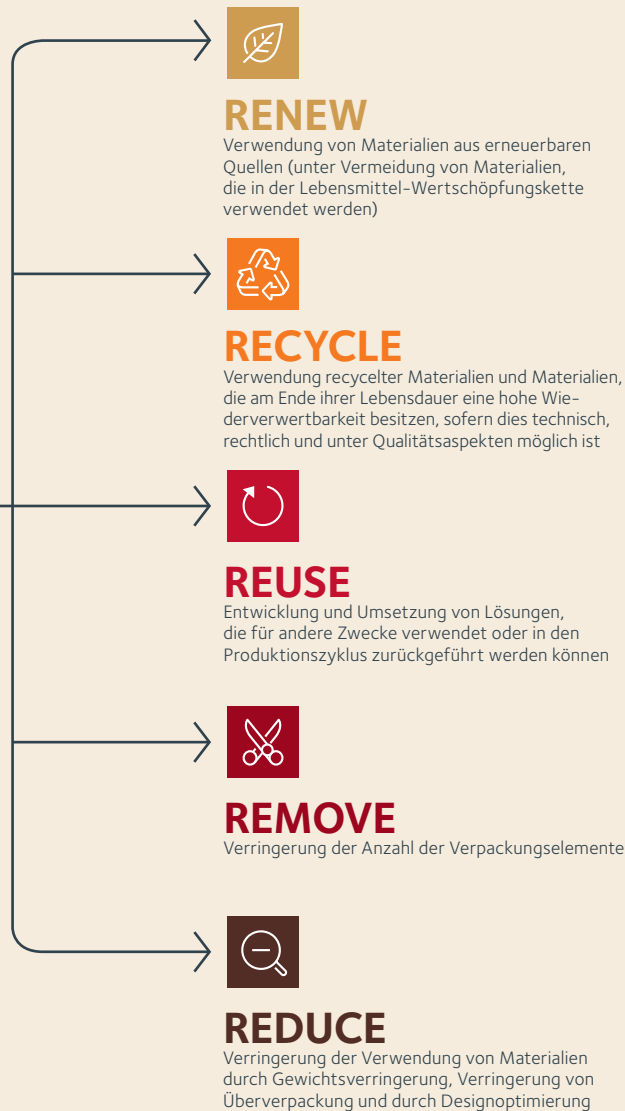 RENEW
Verwendung von Materialien aus erneuerbaren
Quellen (unter Vermeidung von Materialien,
die in der Lebensmittel-Wertschöpfungskette
verwendet werden)
RECYCLE
Verwendung recycelter Materialien und Materialien,
die am Ende ihrer Lebensdauer eine hohe Wie-
derverwertbarkeit besitzen, sofern dies technisch,
rechtlich und unter Qualitätsaspekten möglich ist
REUSE
Entwicklung und Umsetzung von Lösungen,
die für andere Zwecke verwendet oder in den
Produktionszyklus zurückgeführt werden können
REMOVE
Verringerung der Anzahl der Verpackungselemente
REDUCE
Verringerung der Verwendung von Materialien
durch Gewichtsverringerung, Verringerung von
Überverpackung und durch Designoptimierung